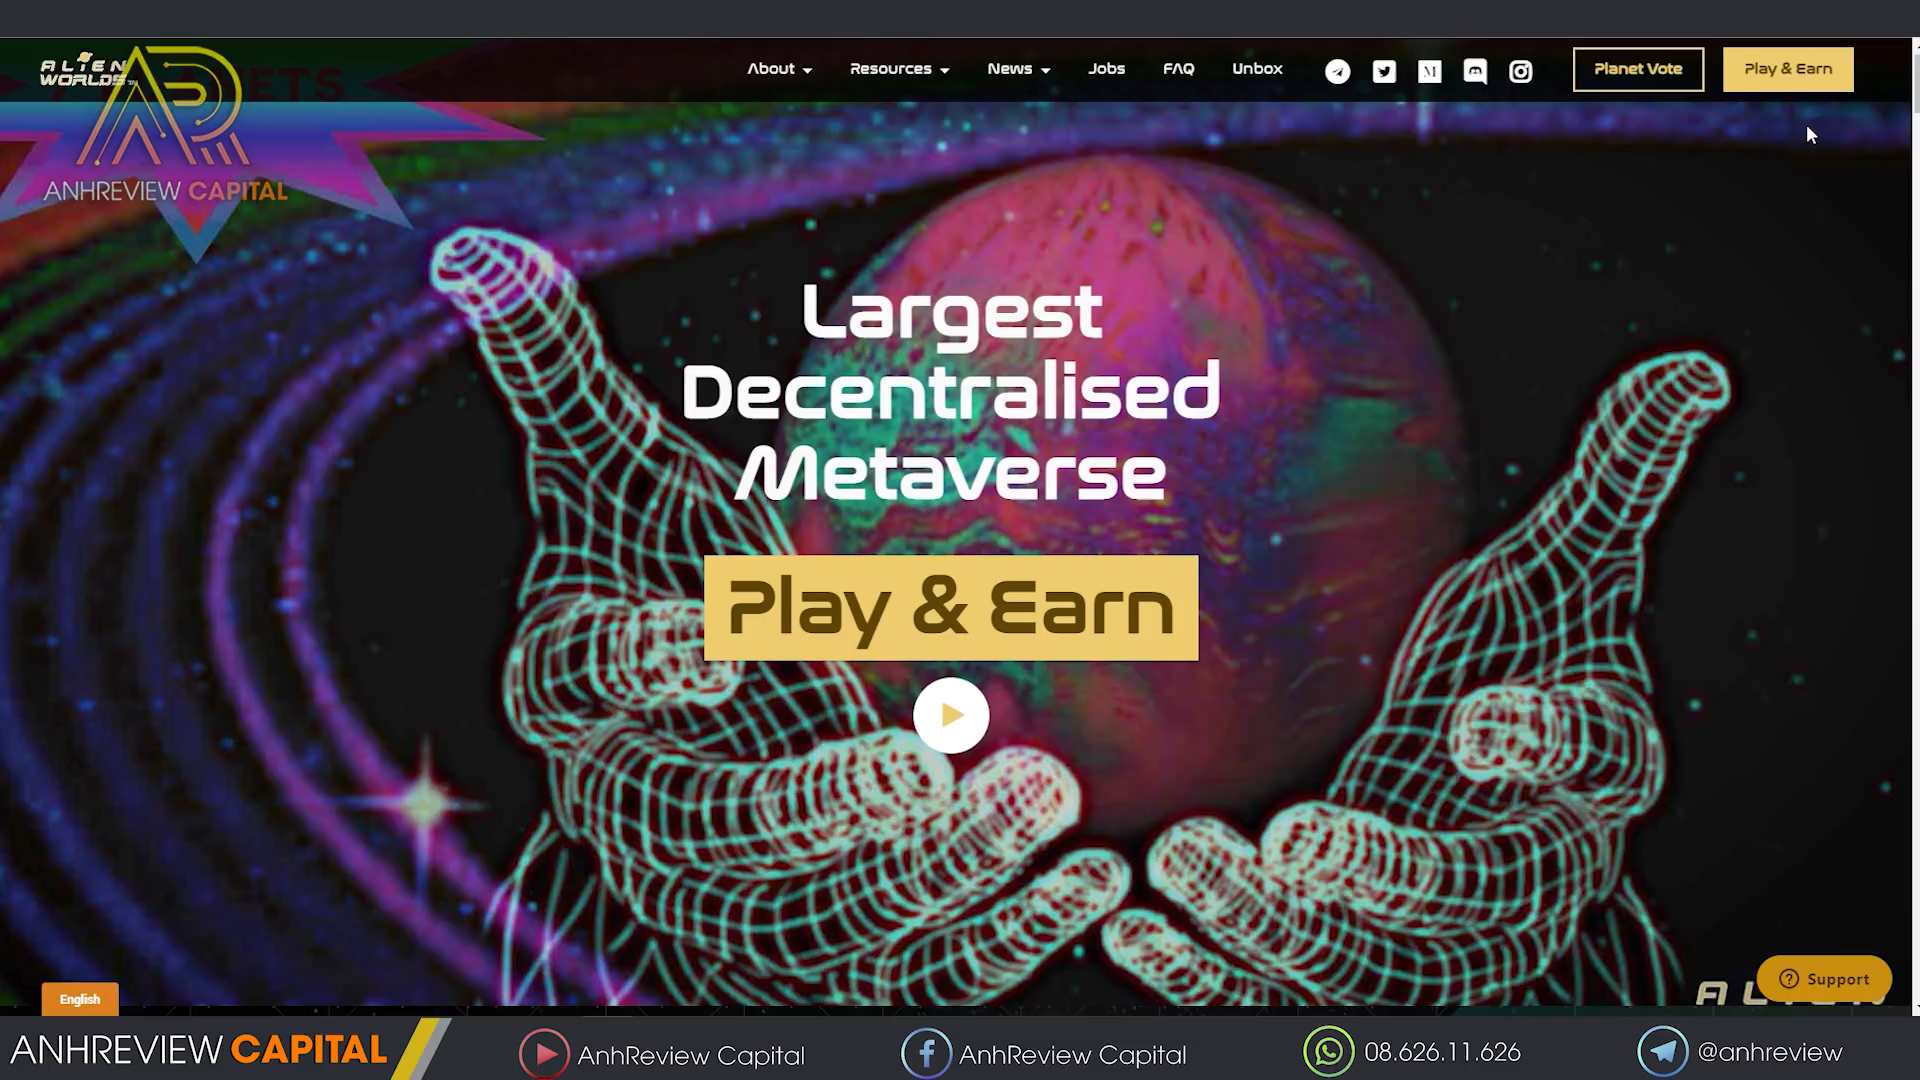 ALIEN
WORLDS
ETS
About
Resources
News
Jobs
FAQ
Unbox
Planet Vote
Play & Earn
ANHREVIEW CAPITAL
Largest
Decentralised
Metaverse
Play & Earn
Support
English
ANHREVIEW CAPITAL
AnhReview Capital
AnhReview Capital
08.626.11.626
@anhreview